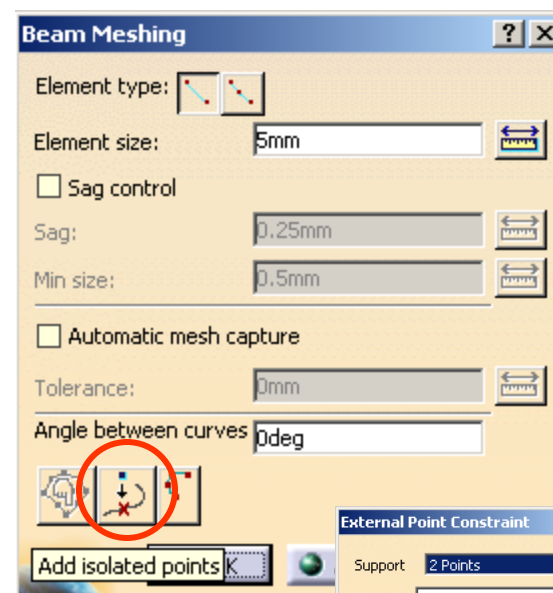 Beam Meshing
Element type:
Element size: 5mm
Sag control
Sag: 0.25mm
Min size: 0.5mm
Automatic mesh capture
Tolerance: 0mm
Angle between curves 0deg
External Point Constraint
Add isolated points K
Support 2 Points